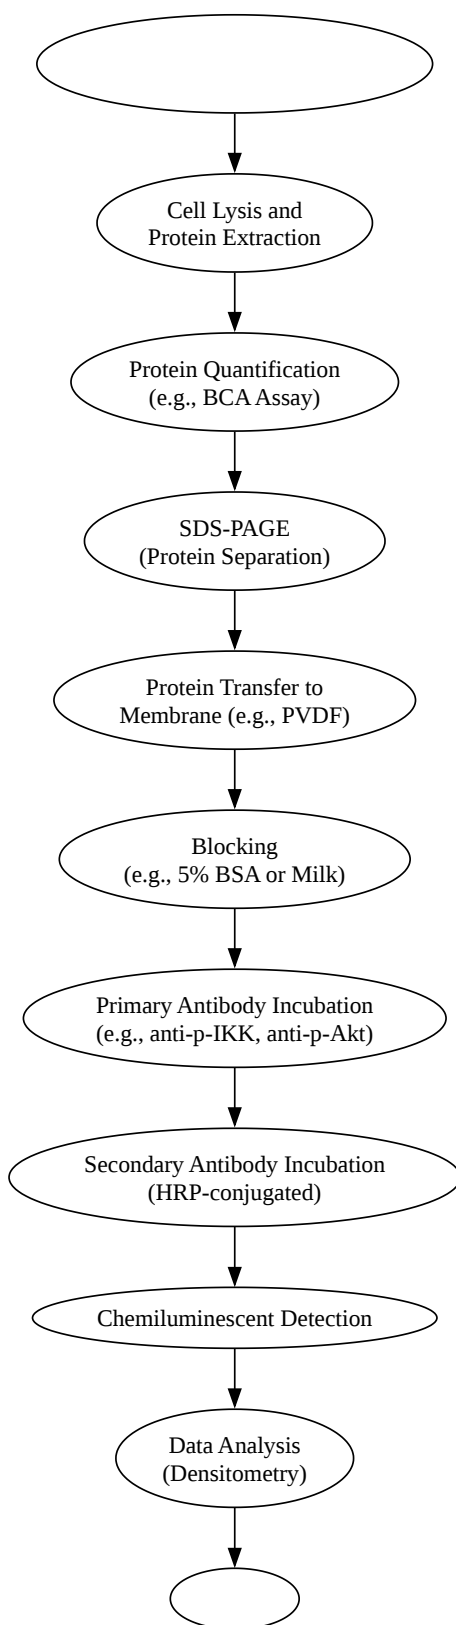 Cell Lysis and
Protein Extraction
Protein Quantification
(e.g., BCA Assay)
SDS-PAGE
(Protein Separation)
Protein Transfer to
Membrane (e.g., PVDF)
Blocking
(e.g., 5% BSA or Milk)
Primary Antibody Incubation
(e.g., anti-p-IKK, anti-p-Akt)
Secondary Antibody Incubation
(HRP-conjugated)
Chemiluminescent Detection
Data Analysis
(Densitometry)